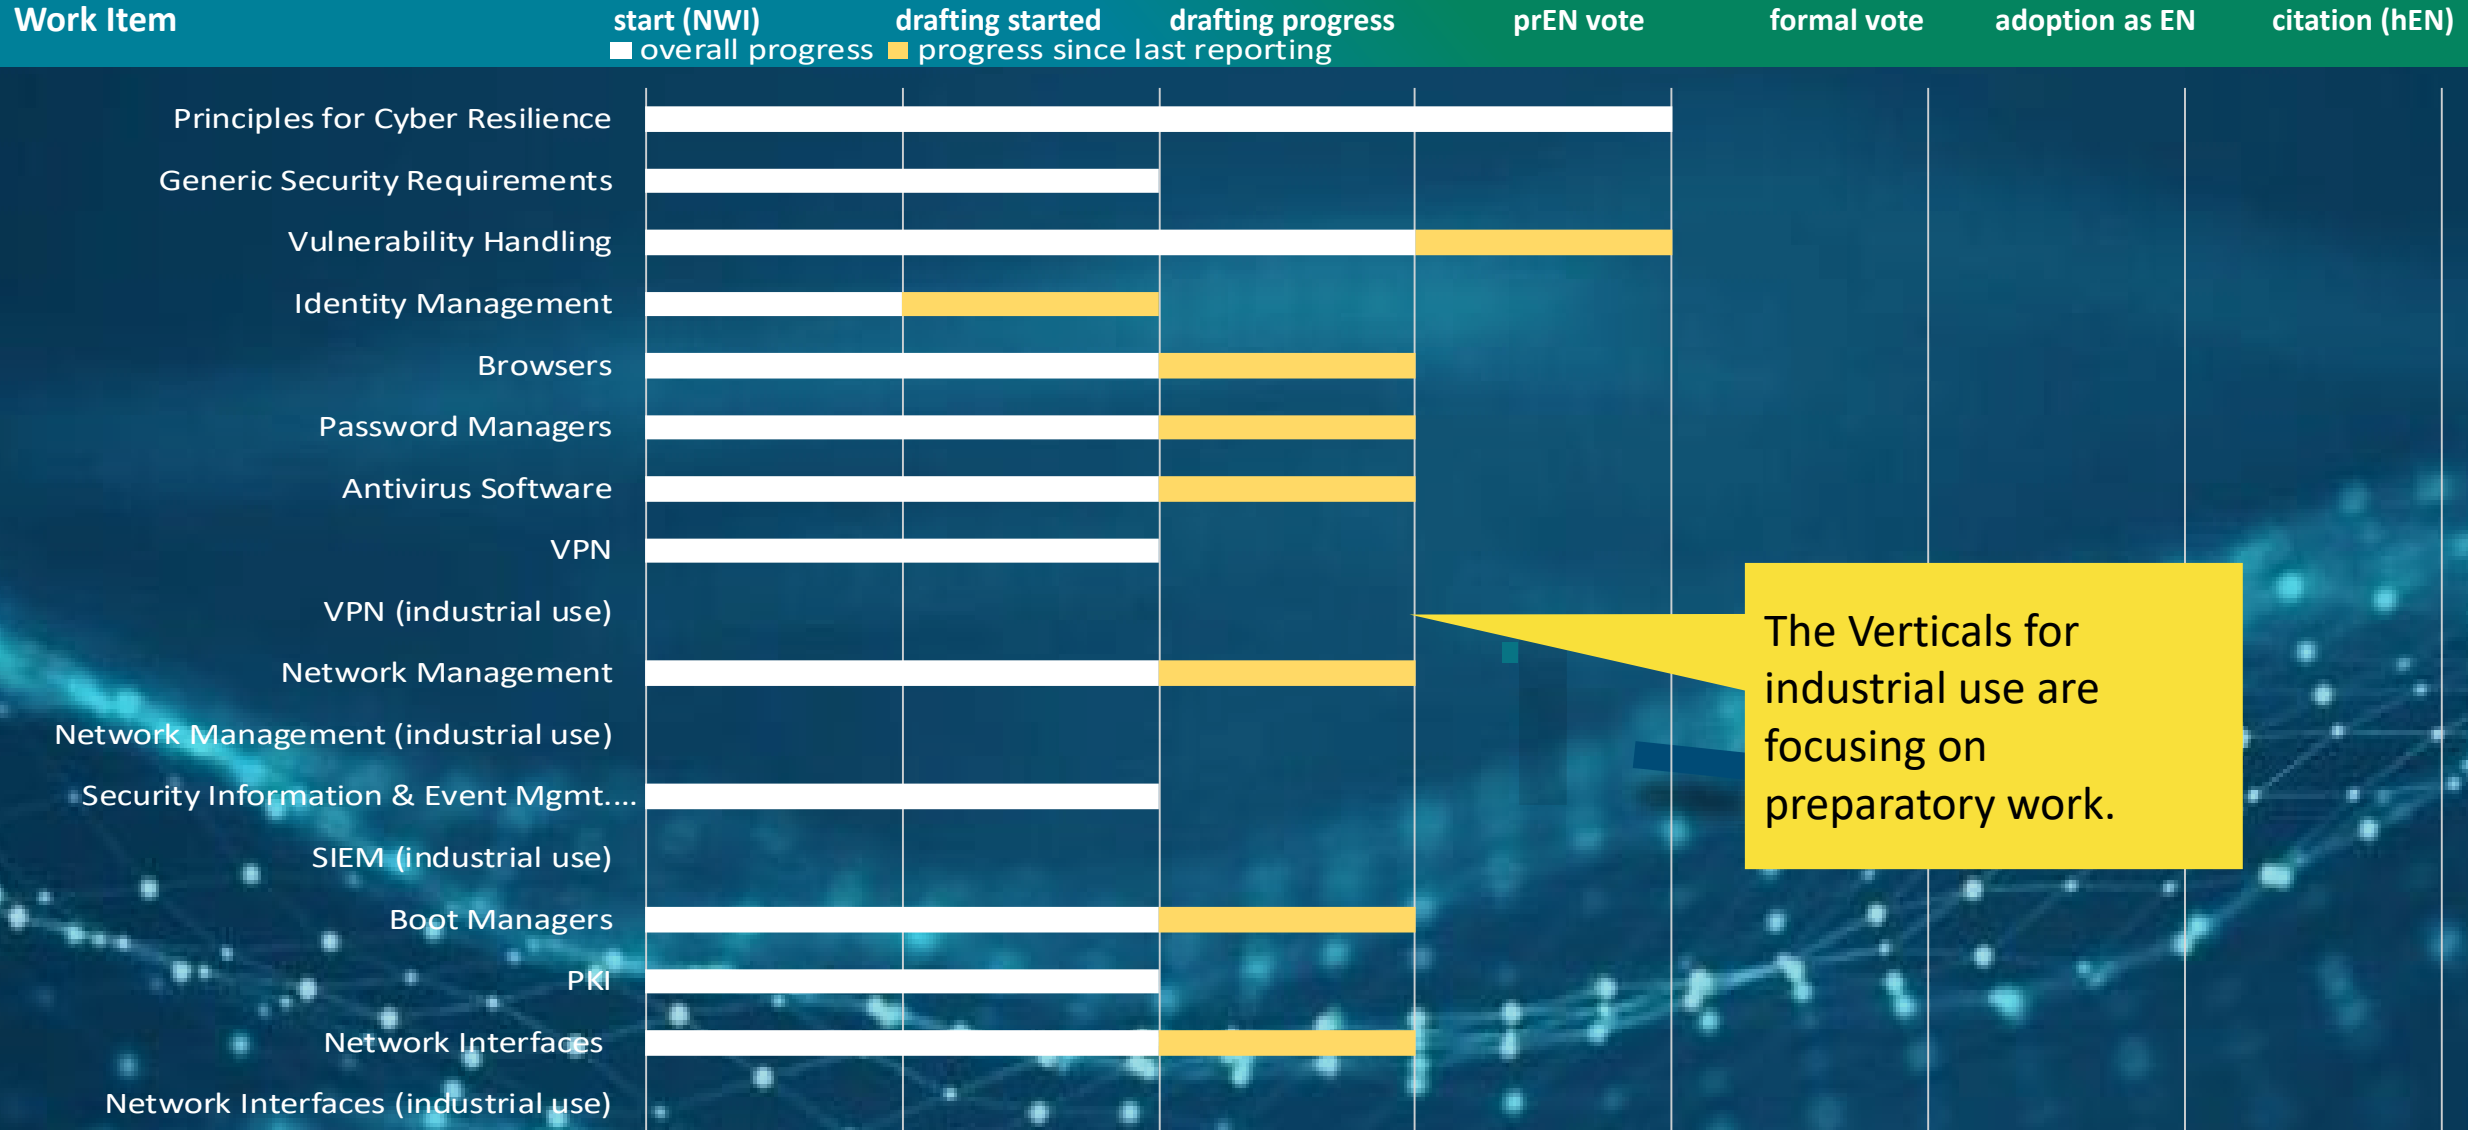 Work Item start (NWI) drafting started drafting progress prEN vote formal vote adoption as EN citation (hEN)
overall progress progress since last reporting
Principles for Cyber Resilience
Generic Security Requirements
Vulnerability Handling
Identity Management
Browsers
Password Managers
Antivirus Software
VPN
VPN (industrial use)
Network Management
Network Management (industrial use)
Security Information & Event Mgmt....
SIEM (industrial use)
Boot Managers
PKI
Network Interfaces
Network Interfaces (industrial use)
The Verticals for
industrial use are
focusing on
preparatory work.